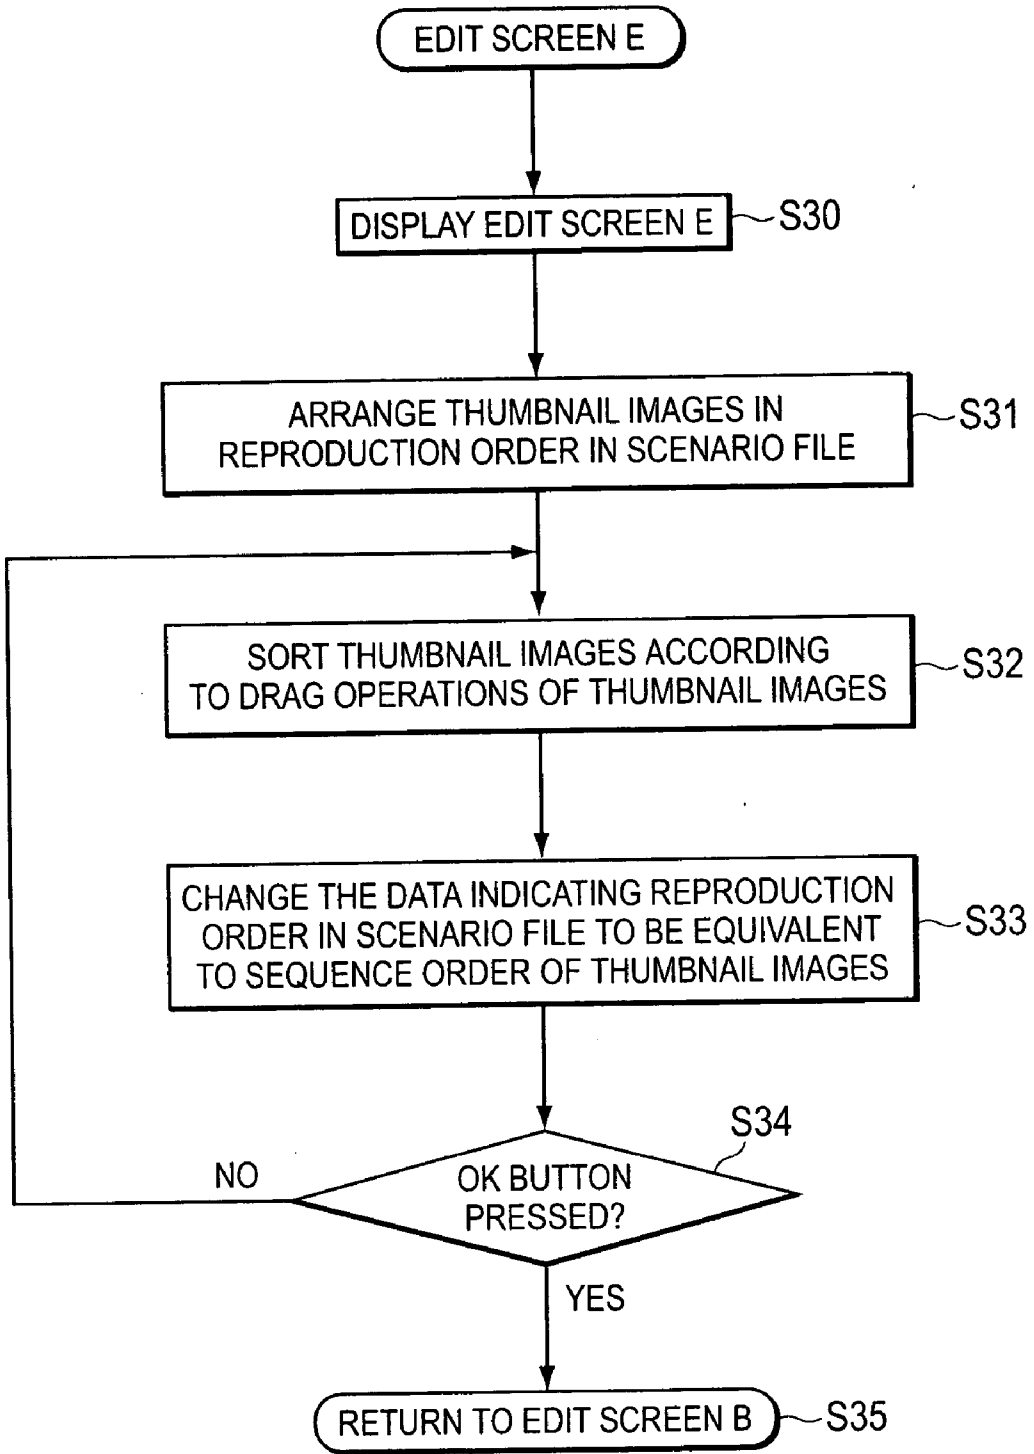 EDIT SCREEN E
DISPLAY EDIT SCREEN E
S30
ARRANGE THUMBNAIL IMAGES IN
REPRODUCTION ORDER IN SCENARIO FILE
S31
SORT THUMBNAIL IMAGES ACCORDING
TO DRAG OPERATIONS OF THUMBNAIL IMAGES
S32
CHANGE THE DATA INDICATING REPRODUCTION
ORDER IN SCENARIO FILE TO BE EQUIVALENT
TO SEQUENCE ORDER OF THUMBNAIL IMAGES
S33
S34
NO
OK BUTTON
PRESSED?
YES
RETURN TO EDIT SCREEN B
S35